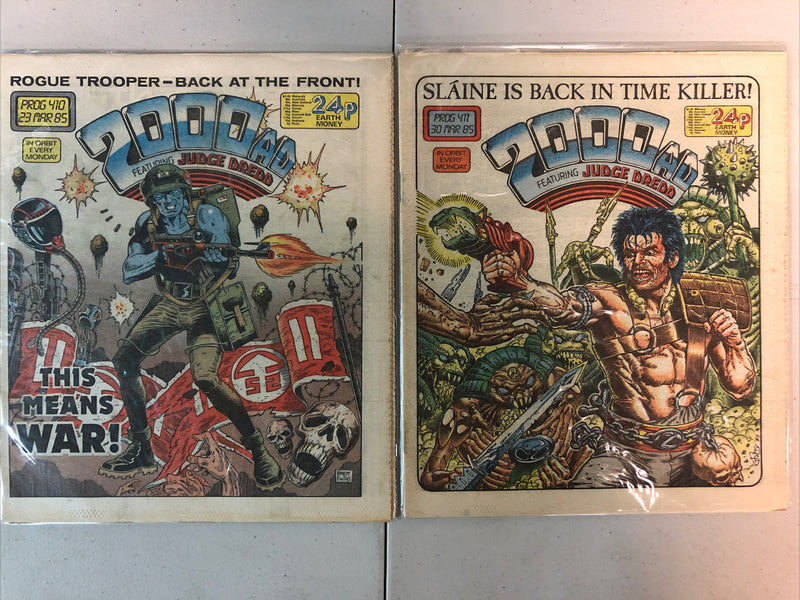 ROGUE TROOPER—BACK AT THE FRONT!
PROG 410
23 MAR 85
IN ORBIT
EVERY
MONDAY
2000 A.D.
FEATURING JUDGE DREDD
24p
EARTH
MONEY
THIS
MEANS
WAR!
SLÁINE IS BACK IN TIME KILLER!
PROG 411
30 MAR 85
IN ORBIT
EVERY
MONDAY
2000 A.D.
FEATURING JUDGE DREDD
24p
EARTH
MONEY